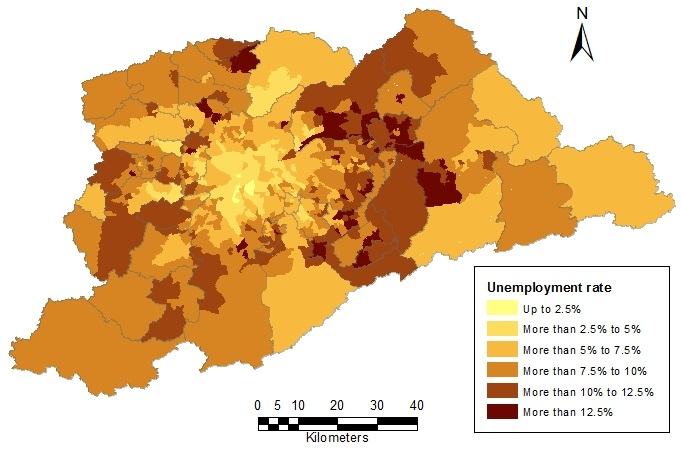 N
Unemployment rate
Up to 2.5%
More than 2.5% to 5%
More than 5% to 7.5%
More than 7.5% to 10%
More than 10% to 12.5%
More than 12.5%
0 5 10 20 30 40
Kilometers